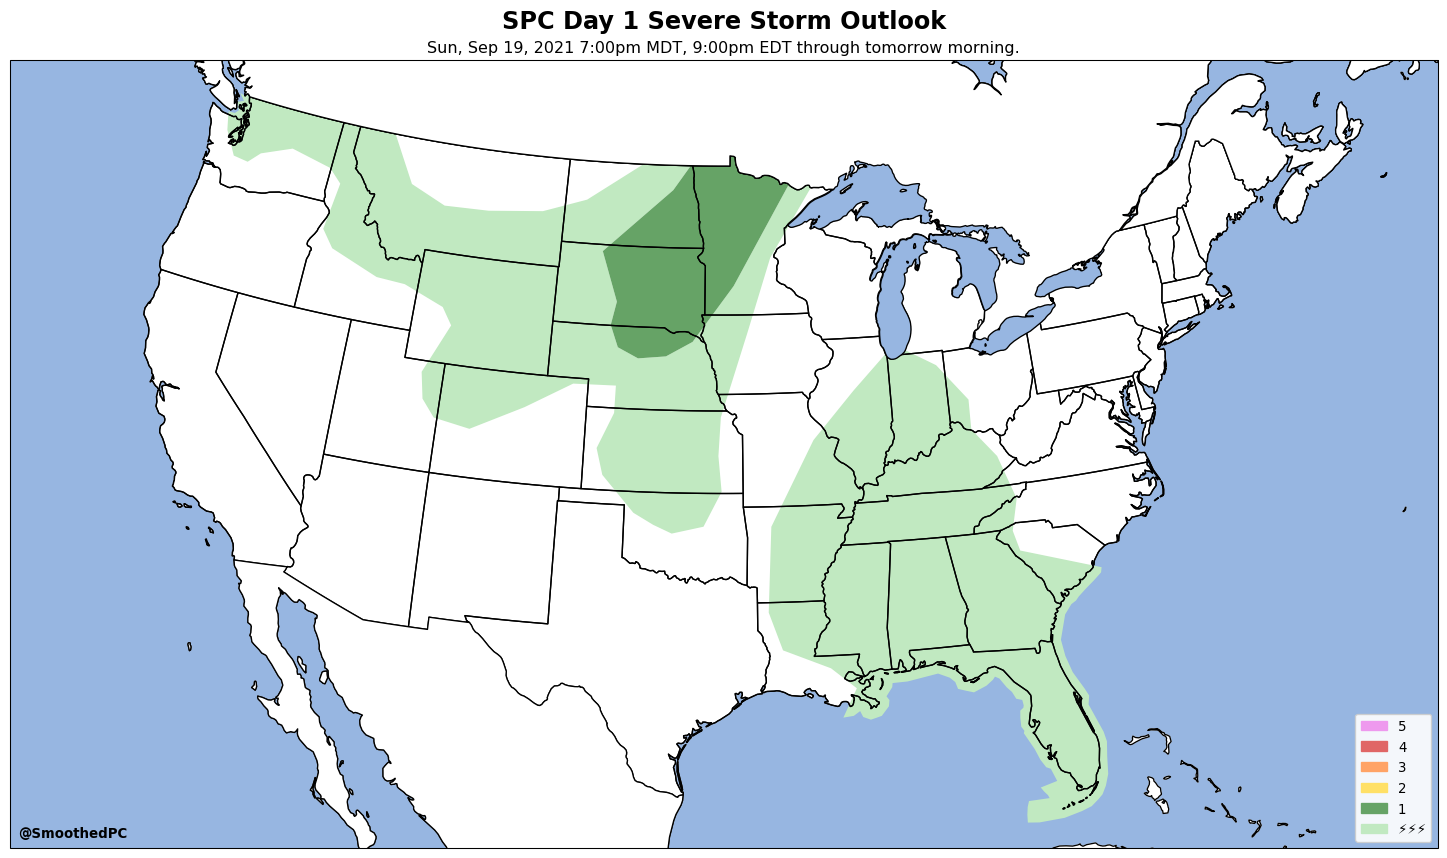 SPC Day 1 Severe Storm Outlook
Sun, Sep 19, 2021 7:00pm MDT, 9:00pm EDT through tomorrow morning.
5
4
3
2
1
⚡⚡⚡
@SmoothedPC